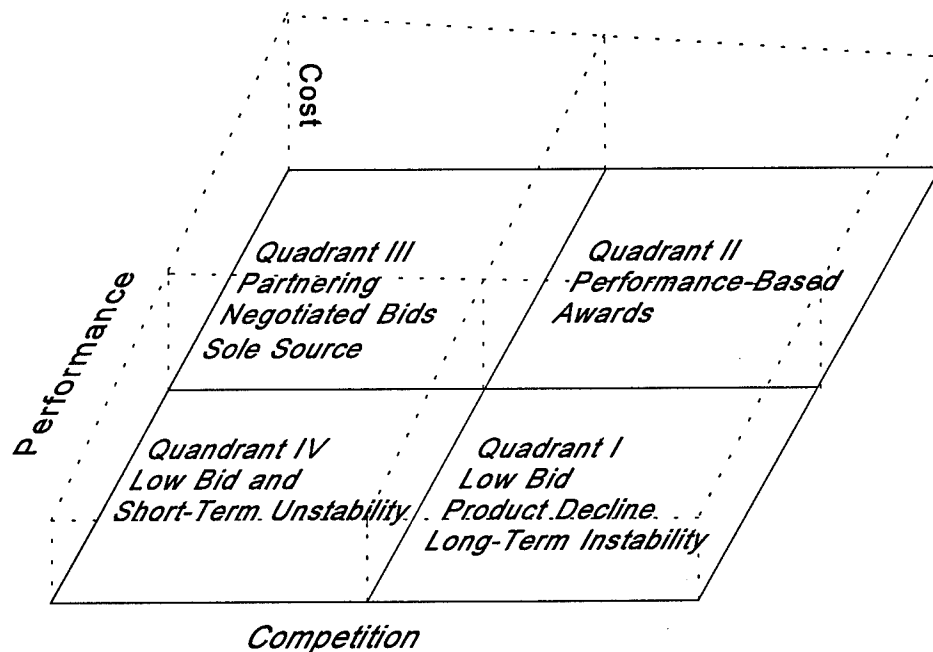 Cost
Quadrant III
Partnering
Negotiated Bids
Sole Source
Quadrant II
Performance-Based
Awards
Performance
Quandrant IV
Low Bid and
Short-Term Unstability
Quadrant I
Low Bid
Product Decline
Long-Term Instability
Competition